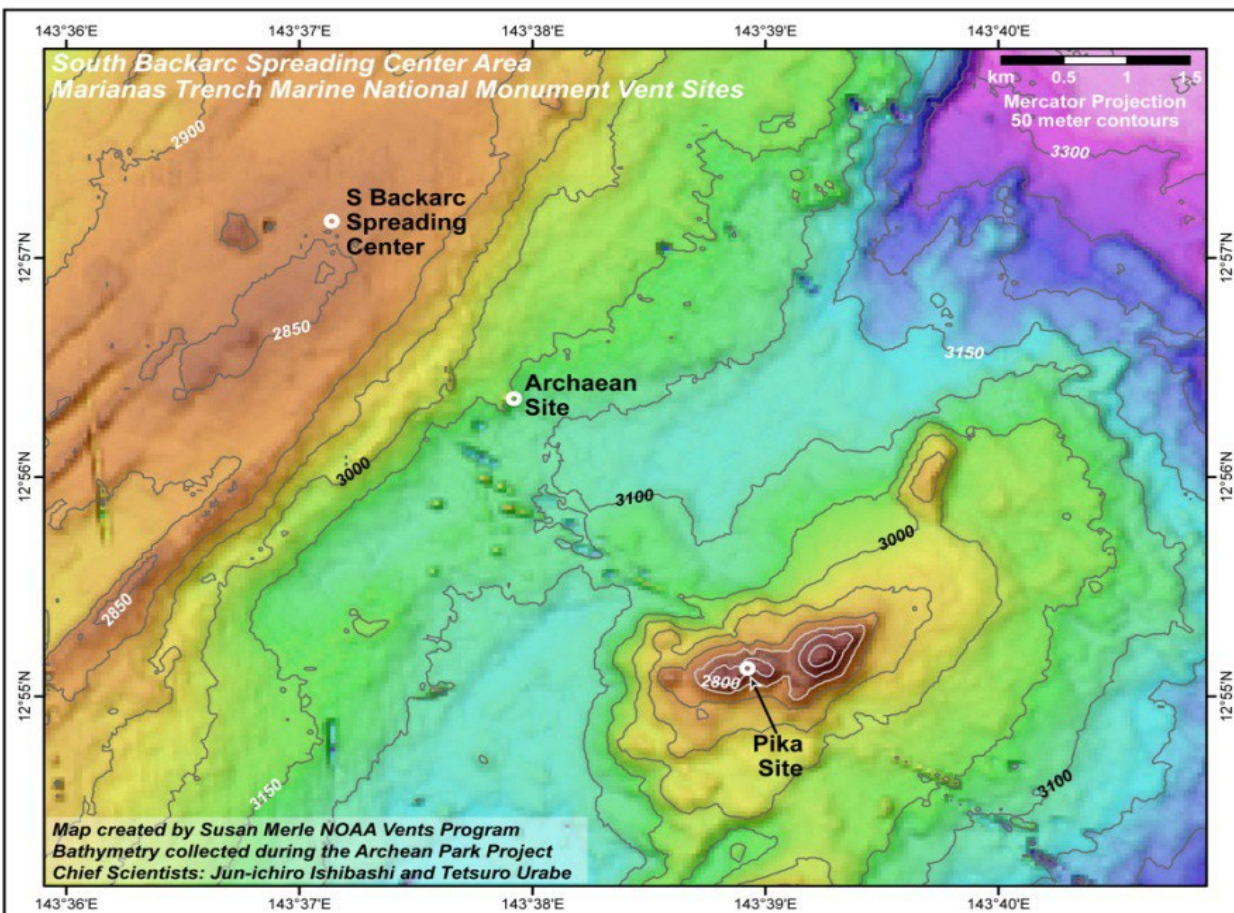 143°36'E 143°37'E 143°38'E 143°39'E 143°40'E
South Backarc Spreading Center Area
Marianas Trench Marine National Monument Vent Sites
km 0.5 1 1.5
Mercator Projection
50 meter contours
2900
3300
S Backarc
Spreading
Center
12°57'N
12°57'N
2850
3150
Archaean
Site
3000
12°56'N
3100
12°56'N
3000
2850
12°55'N
2800
12°55'N
Pika
Site
3150
3100
Map created by Susan Merle NOAA Vents Program
Bathymetry collected during the Archean Park Project
Chief Scientists: Jun-ichiro Ishibashi and Tetsuro Urabe
143°36'E 143°37'E 143°38'E 143°39'E 143°40'E